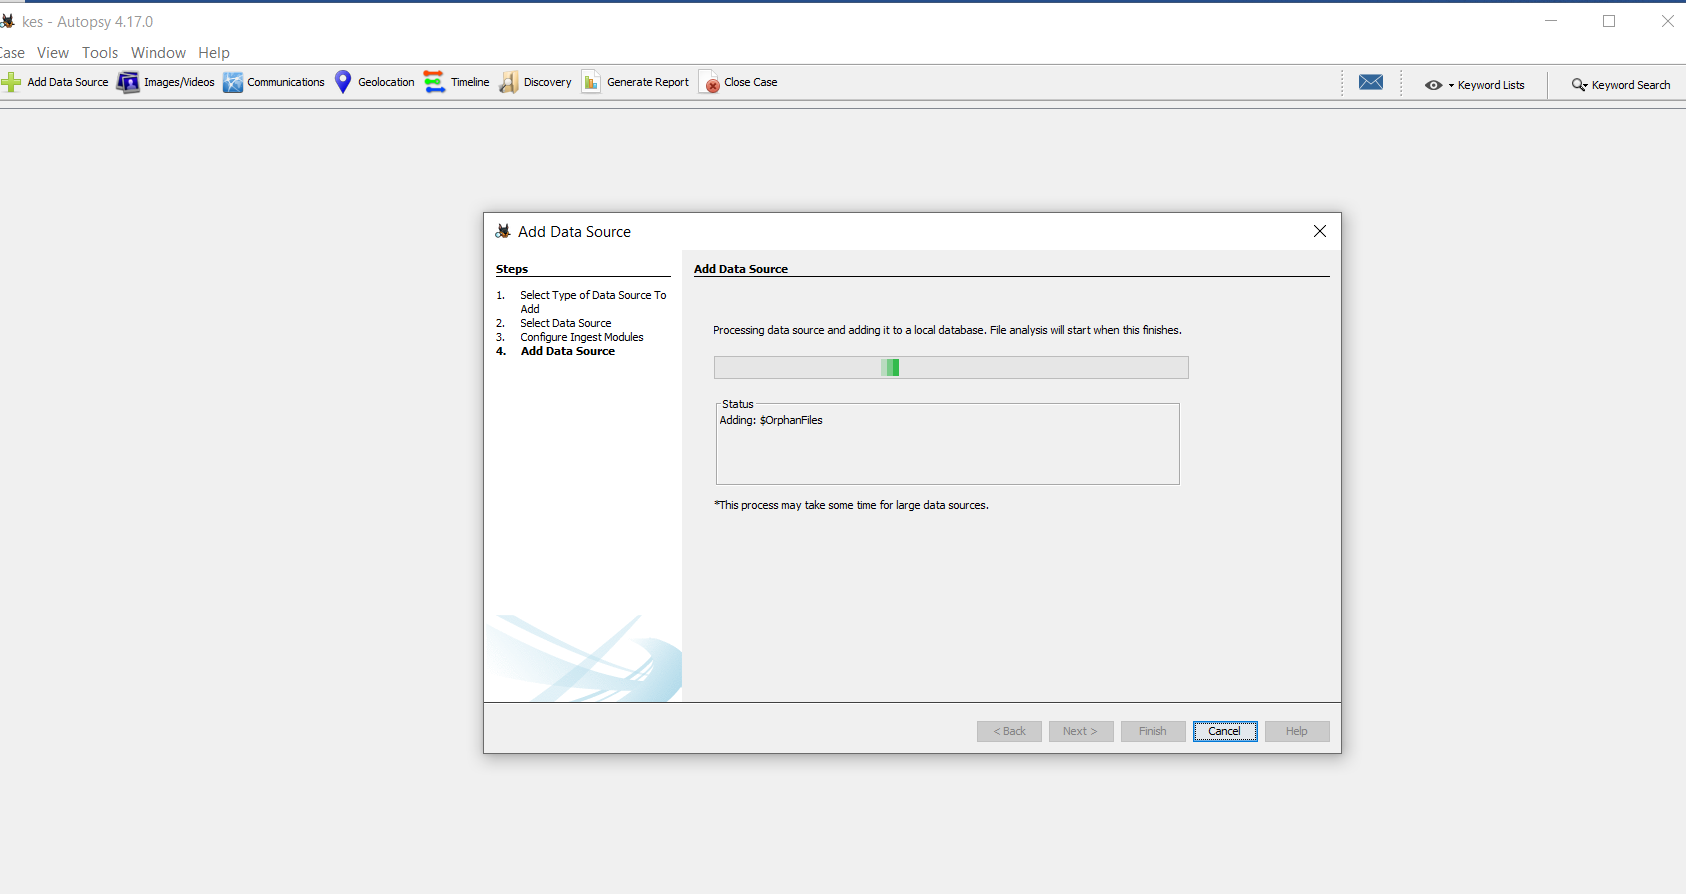 kes - Autopsy 4.17.0
Case View Tools Window Help
Add Data Source Images/Videos Communications Geolocation Timeline Discovery Generate Report Close Case Keyword Lists Keyword Search
Add Data Source
Steps
1. Select Type of Data Source To
Add
2. Select Data Source
3. Configure Ingest Modules
4. Add Data Source
Add Data Source
Processing data source and adding it to a local database. File analysis will start when this finishes.
Status
Adding: $OrphanFiles
*This process may take some time for large data sources.
< Back Next > Finish Cancel Help